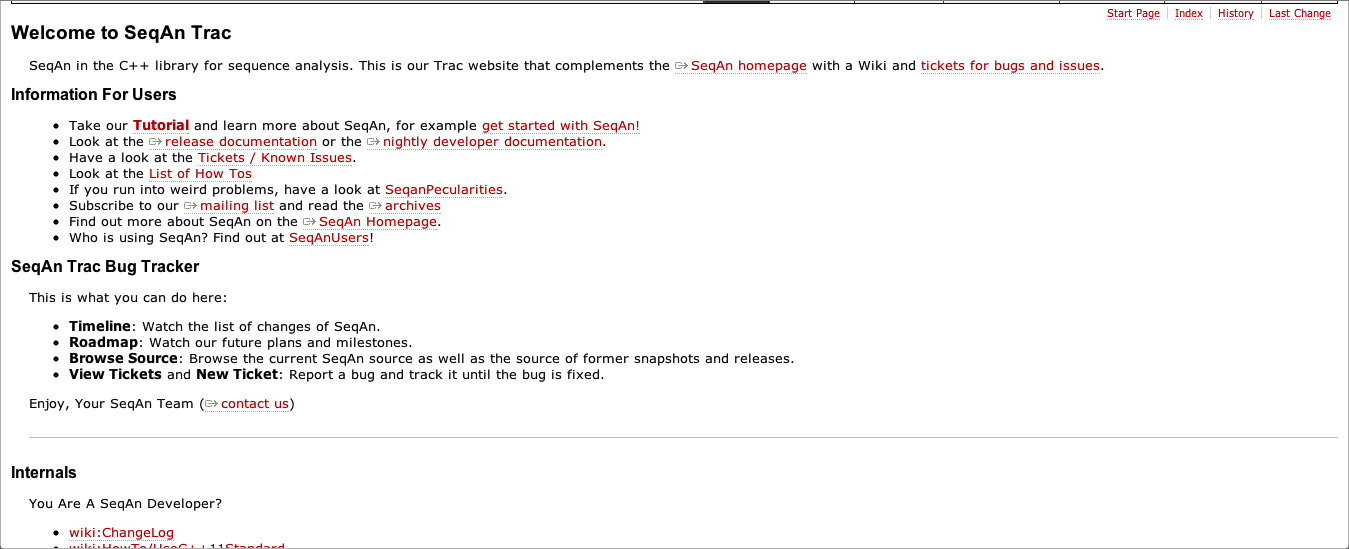 Start Page Index History Last Change
Welcome to SeqAn Trac
SeqAn in the C++ library for sequence analysis. This is our Trac website that complements the SeqAn homepage with a Wiki and tickets for bugs and issues.
Information For Users
Take our Tutorial and learn more about SeqAn, for example get started with SeqAn!
Look at the release documentation or the nightly developer documentation.
Have a look at the Tickets / Known Issues.
Look at the List of How Tos
If you run into weird problems, have a look at SeqanPecularities.
Subscribe to our mailing list and read the archives
Find out more about SeqAn on the SeqAn Homepage.
Who is using SeqAn? Find out at SeqAnUsers!
SeqAn Trac Bug Tracker
This is what you can do here:
Timeline: Watch the list of changes of SeqAn.
Roadmap: Watch our future plans and milestones.
Browse Source: Browse the current SeqAn source as well as the source of former snapshots and releases.
View Tickets and New Ticket: Report a bug and track it until the bug is fixed.
Enjoy, Your SeqAn Team (contact us)
Internals
You Are A SeqAn Developer?
wiki:ChangeLog
wiki:HowTo/UseC++11Standard